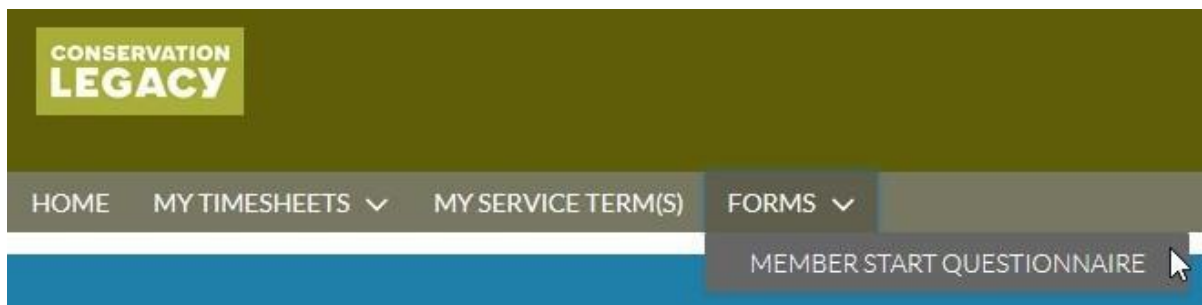 CONSERVATION
LEGACY
HOME MY TIMESHEETS MY SERVICE TERM(S) FORMS
MEMBER START QUESTIONNAIRE